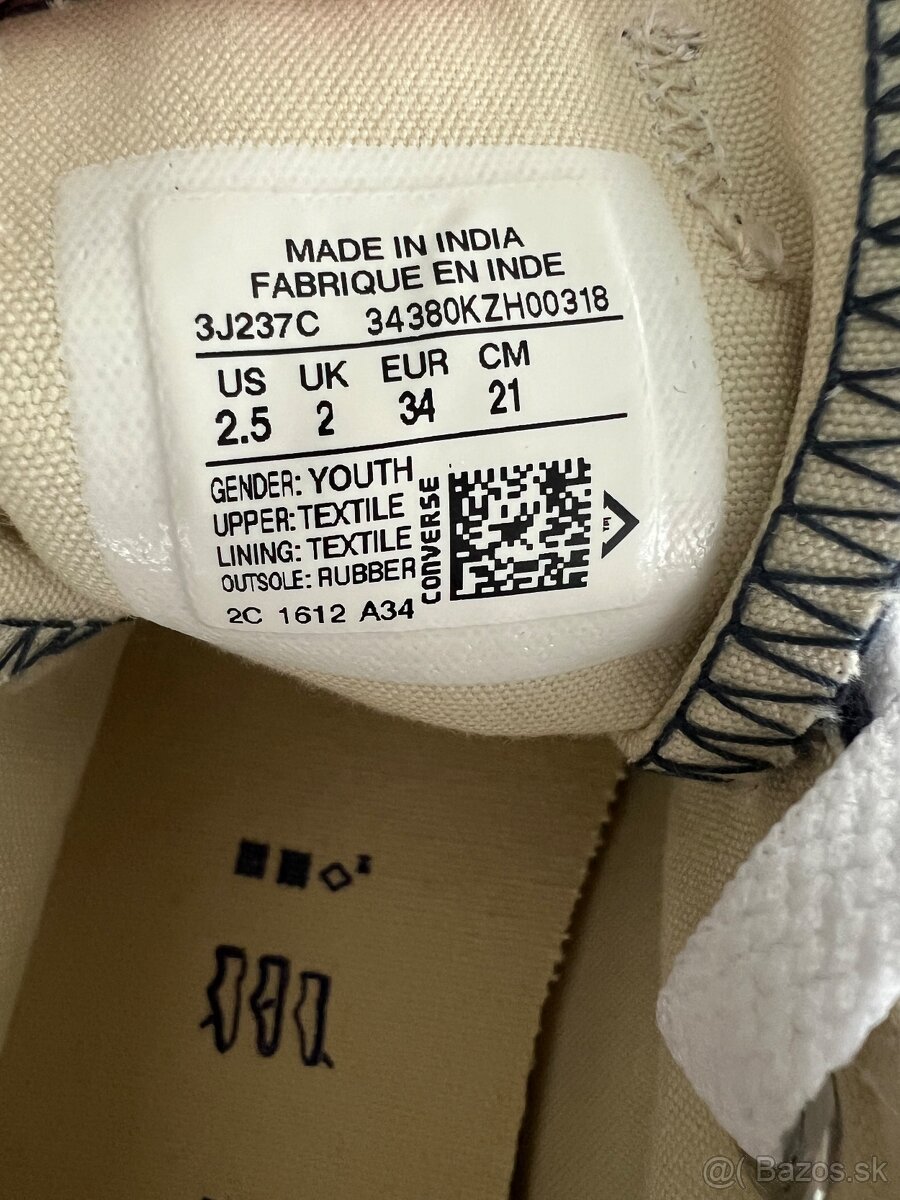 MADE IN INDIA
FABRIQUE EN INDE
3J237C 34380KZH00318
US UK EUR CM
2.5 2 34 21
GENDER: YOUTH
UPPER: TEXTILE
LINING: TEXTILE
OUTSOLE: RUBBER
2C 1612 A34
CONVERSE
Bazos.sk